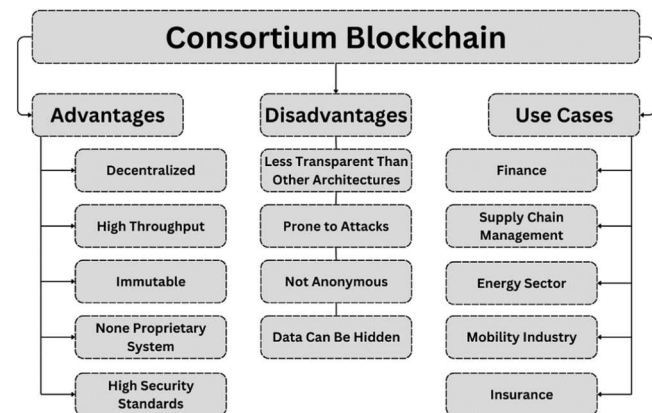 Consortium Blockchain
Advantages
Decentralized
High Throughput
Immutable
None Proprietary
System
High Security
Standards
Disadvantages
Less Transparent Than
Other Architectures
Prone to Attacks
Not Anonymous
Data Can Be Hidden
Use Cases
Finance
Supply Chain
Management
Energy Sector
Mobility Industry
Insurance